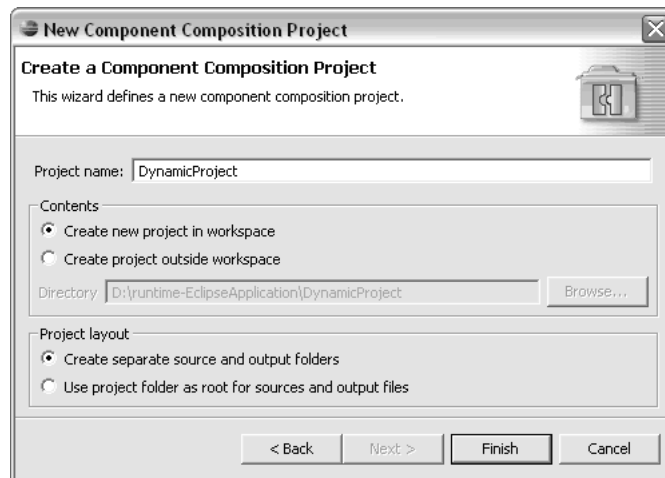 New Component Composition Project
Create a Component Composition Project
This wizard defines a new component composition project.
Project name: DynamicProject
Contents
Create new project in workspace
Create project outside workspace
Directory D:\runtime-EclipseApplication\DynamicProject Browse...
Project layout
Create separate source and output folders
Use project folder as root for sources and output files
< Back Next > Finish Cancel